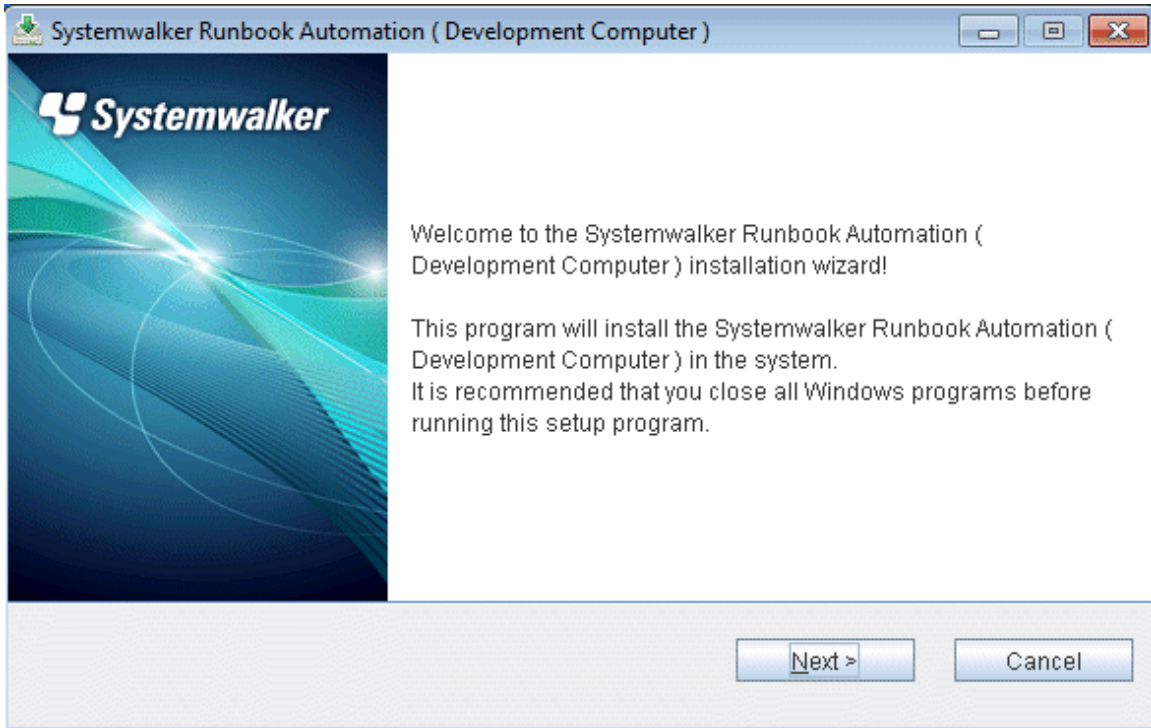 Systemwalker Runbook Automation ( Development Computer )
Systemwalker
Welcome to the Systemwalker Runbook Automation (
Development Computer ) installation wizard!
This program will install the Systemwalker Runbook Automation (
Development Computer ) in the system.
It is recommended that you close all Windows programs before
running this setup program.
Next >
Cancel